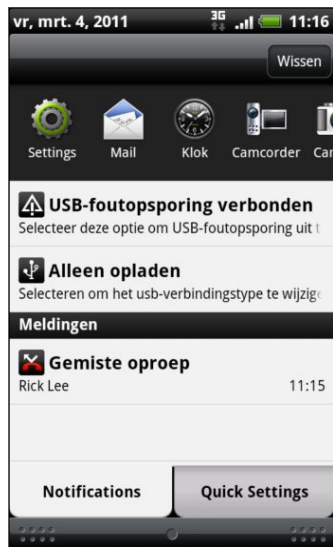 vr, mrt. 4, 2011 3G 11:16
Wissen
Settings Mail Klok Camcorder
USB-foutopsporing verbonden
Selecteer deze optie om USB-foutopsporing uit t
Alleen opladen
Selecteren om het usb-verbindingstype te wijzige
Meldingen
Gemiste oproep
Rick Lee 11:15
Notifications Quick Settings